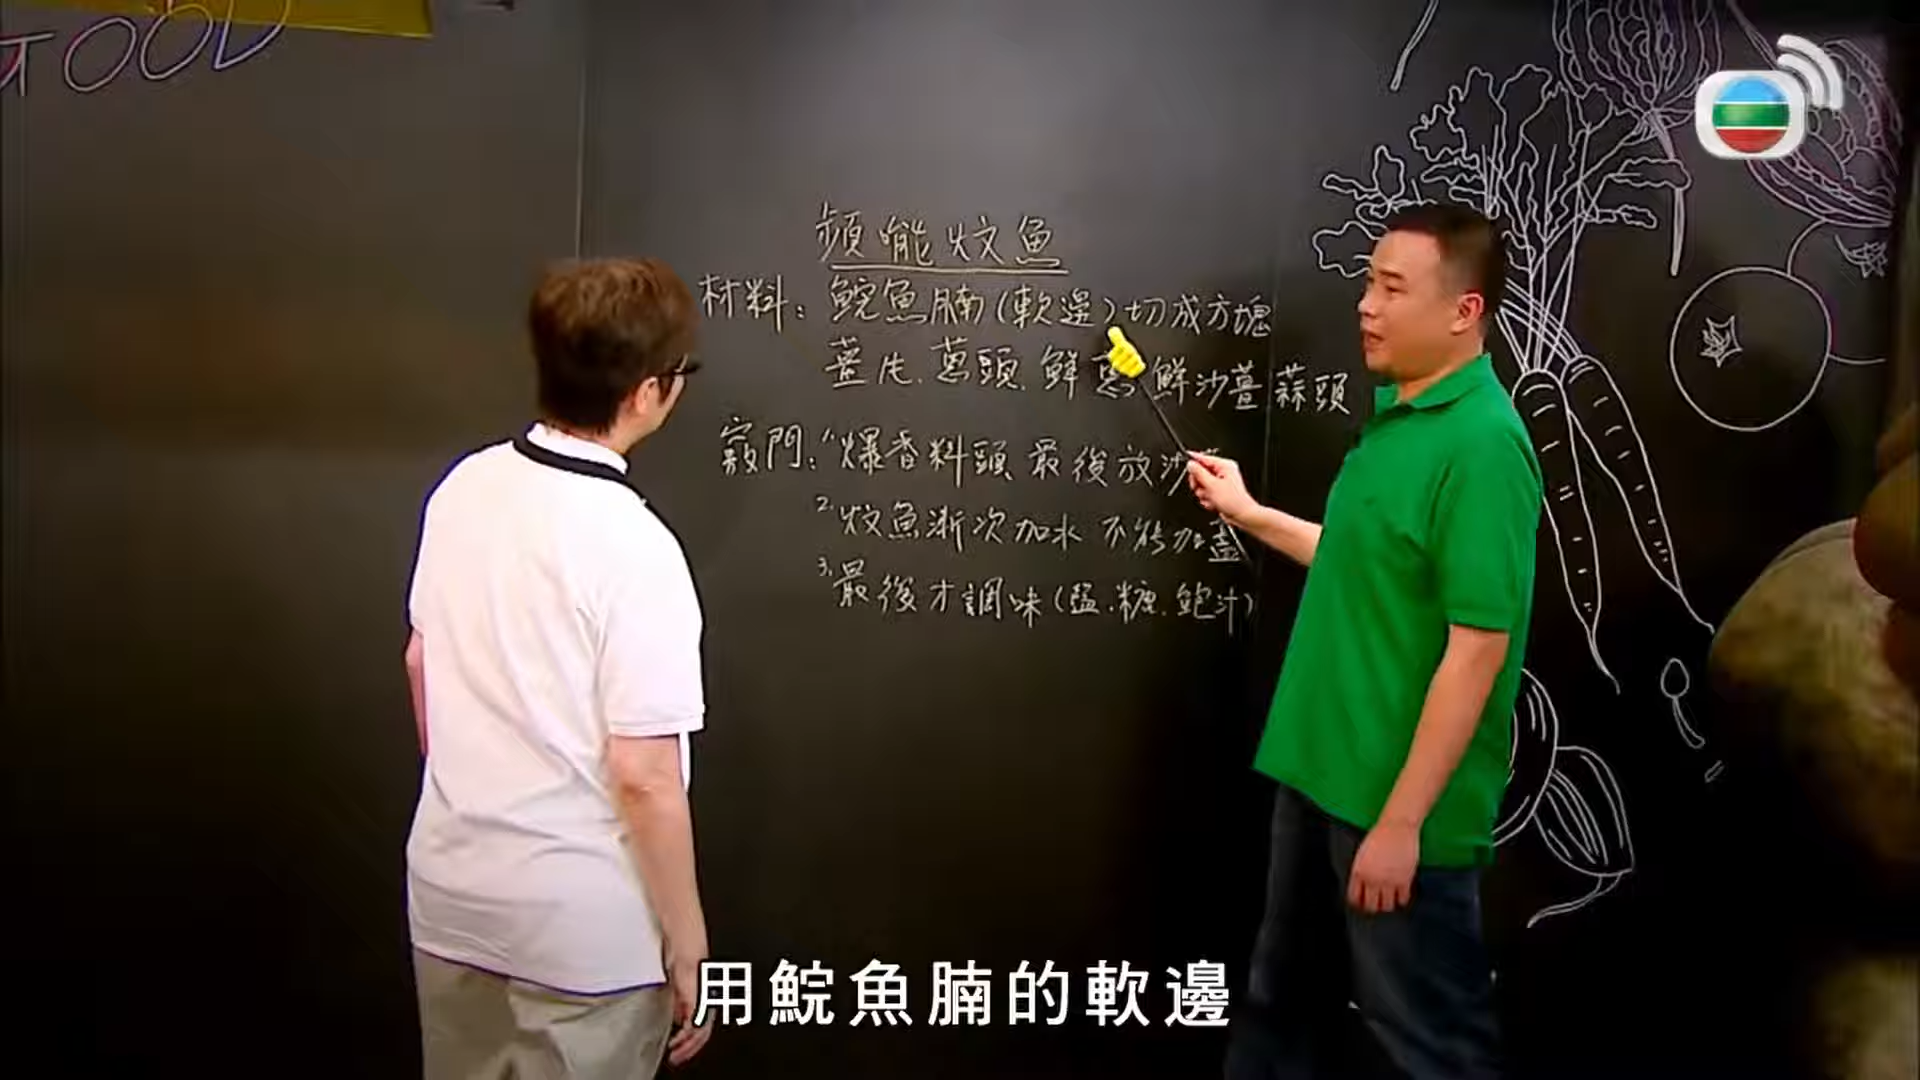 GOOD
頻 㘄 炆 魚
材料：鯇魚腩(軟邊)切成方塊
薑片、蔥頭、鮮蔥、鮮沙薑 蒜頭
竅門：1.爆香料頭 最後放沙
2.炆魚漸次加水 不能加蓋
3.最後才調味(鹽.糖.鮑汁)
用鯇魚腩的軟邊